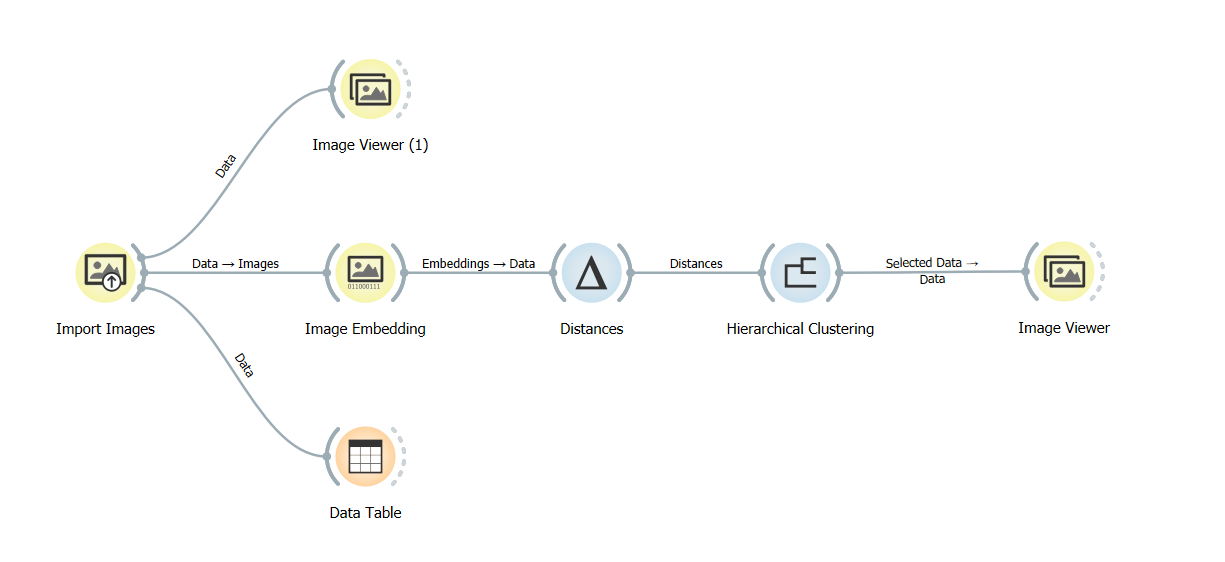 Image Viewer (1)
Data
Import Images
Data → Images
011000111
Image Embedding
Embeddings → Data
Distances
Distances
Hierarchical Clustering
Selected Data →
Data
Image Viewer
Data
Data Table